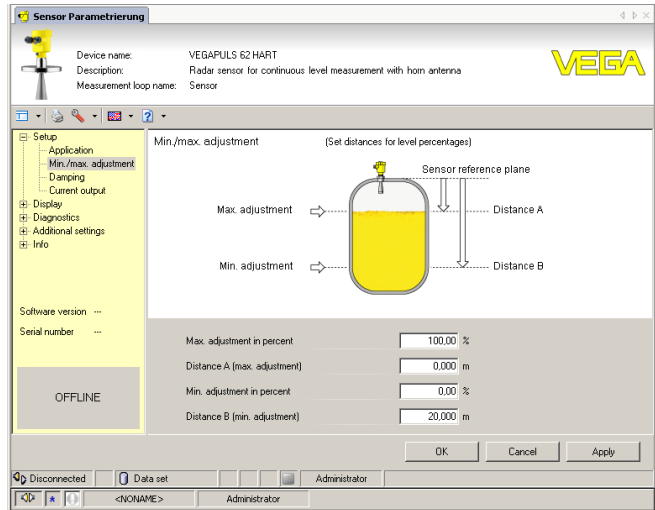 Sensor Parametrierung
Device name: VEGAPULS 62 HART
Description: Radar sensor for continuous level measurement with horn antenna
Measurement loop name: Sensor
VEGA
Setup
Application
Min./max. adjustment
Damping
Current output
Display
Diagnostics
Additional settings
Info
Software version ---
Serial number ---
OFFLINE
Min./max. adjustment (Set distances for level percentages)
Sensor reference plane
Max. adjustment
Distance A
Min. adjustment
Distance B
Max. adjustment in percent 100,00 %
Distance A (max. adjustment) 0,000 m
Min. adjustment in percent 0,00 %
Distance B (min. adjustment) 20,000 m
OK Cancel Apply
Disconnected Data set Administrator
<NONAME> Administrator